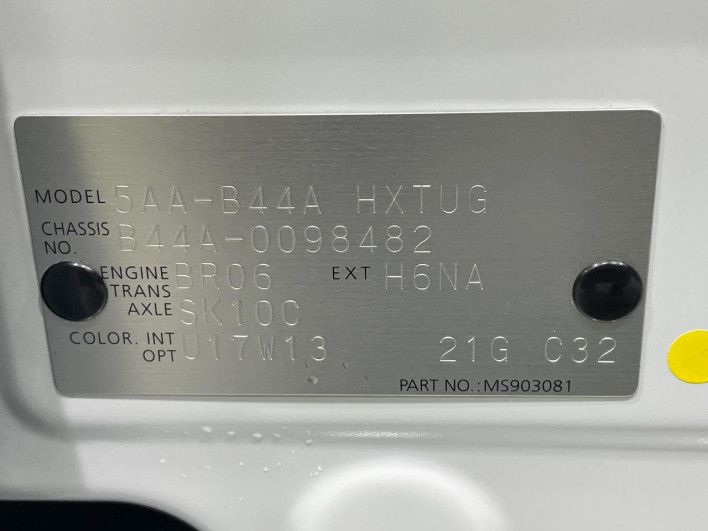 MODEL 5AA-B44A HXTUG
CHASSIS NO. B44A-0098482
ENGINE BR06 EXT H6NA
TRANS AXLE SK10C
COLOR. INT OPT U17W13 21G C32
PART NO.:MS903081